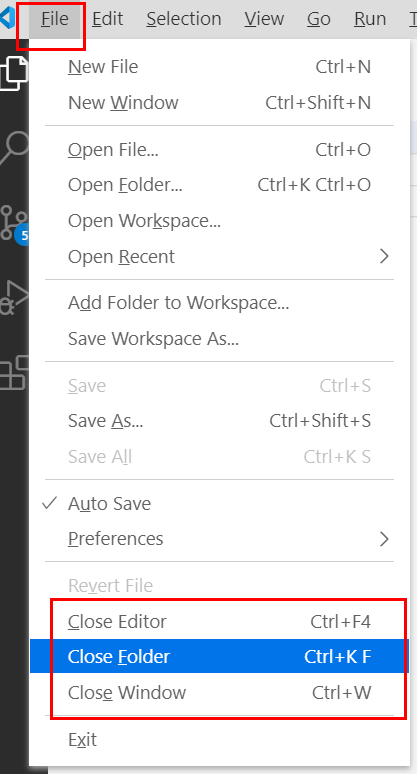 File Edit Selection View Go Run
New File Ctrl+N
New Window Ctrl+Shift+N
Open File... Ctrl+O
Open Folder... Ctrl+K Ctrl+O
Open Workspace...
Open Recent
Add Folder to Workspace...
Save Workspace As...
Save Ctrl+S
Save As... Ctrl+Shift+S
Save All Ctrl+K S
Auto Save
Preferences
Revert File
Close Editor Ctrl+F4
Close Folder Ctrl+K F
Close Window Ctrl+W
Exit
5